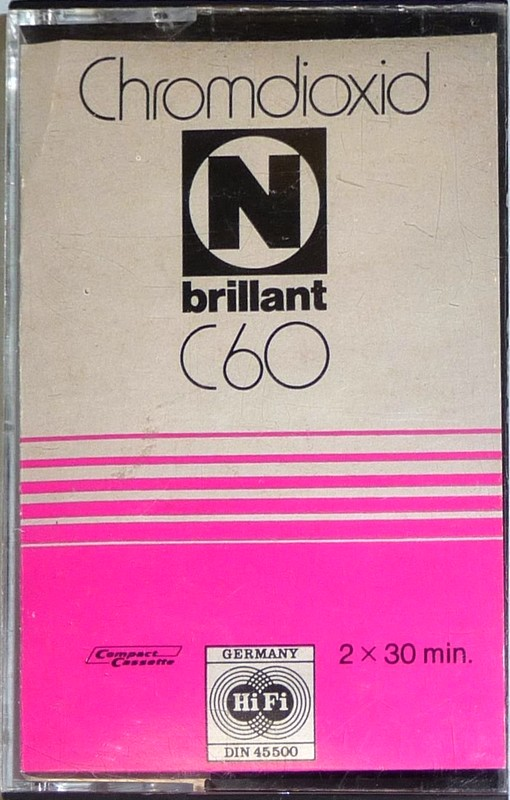 Chromdioxid
N
brillant
C60
Compact
Cassette
2 × 30 min.
GERMANY
HiFi
DIN 45500